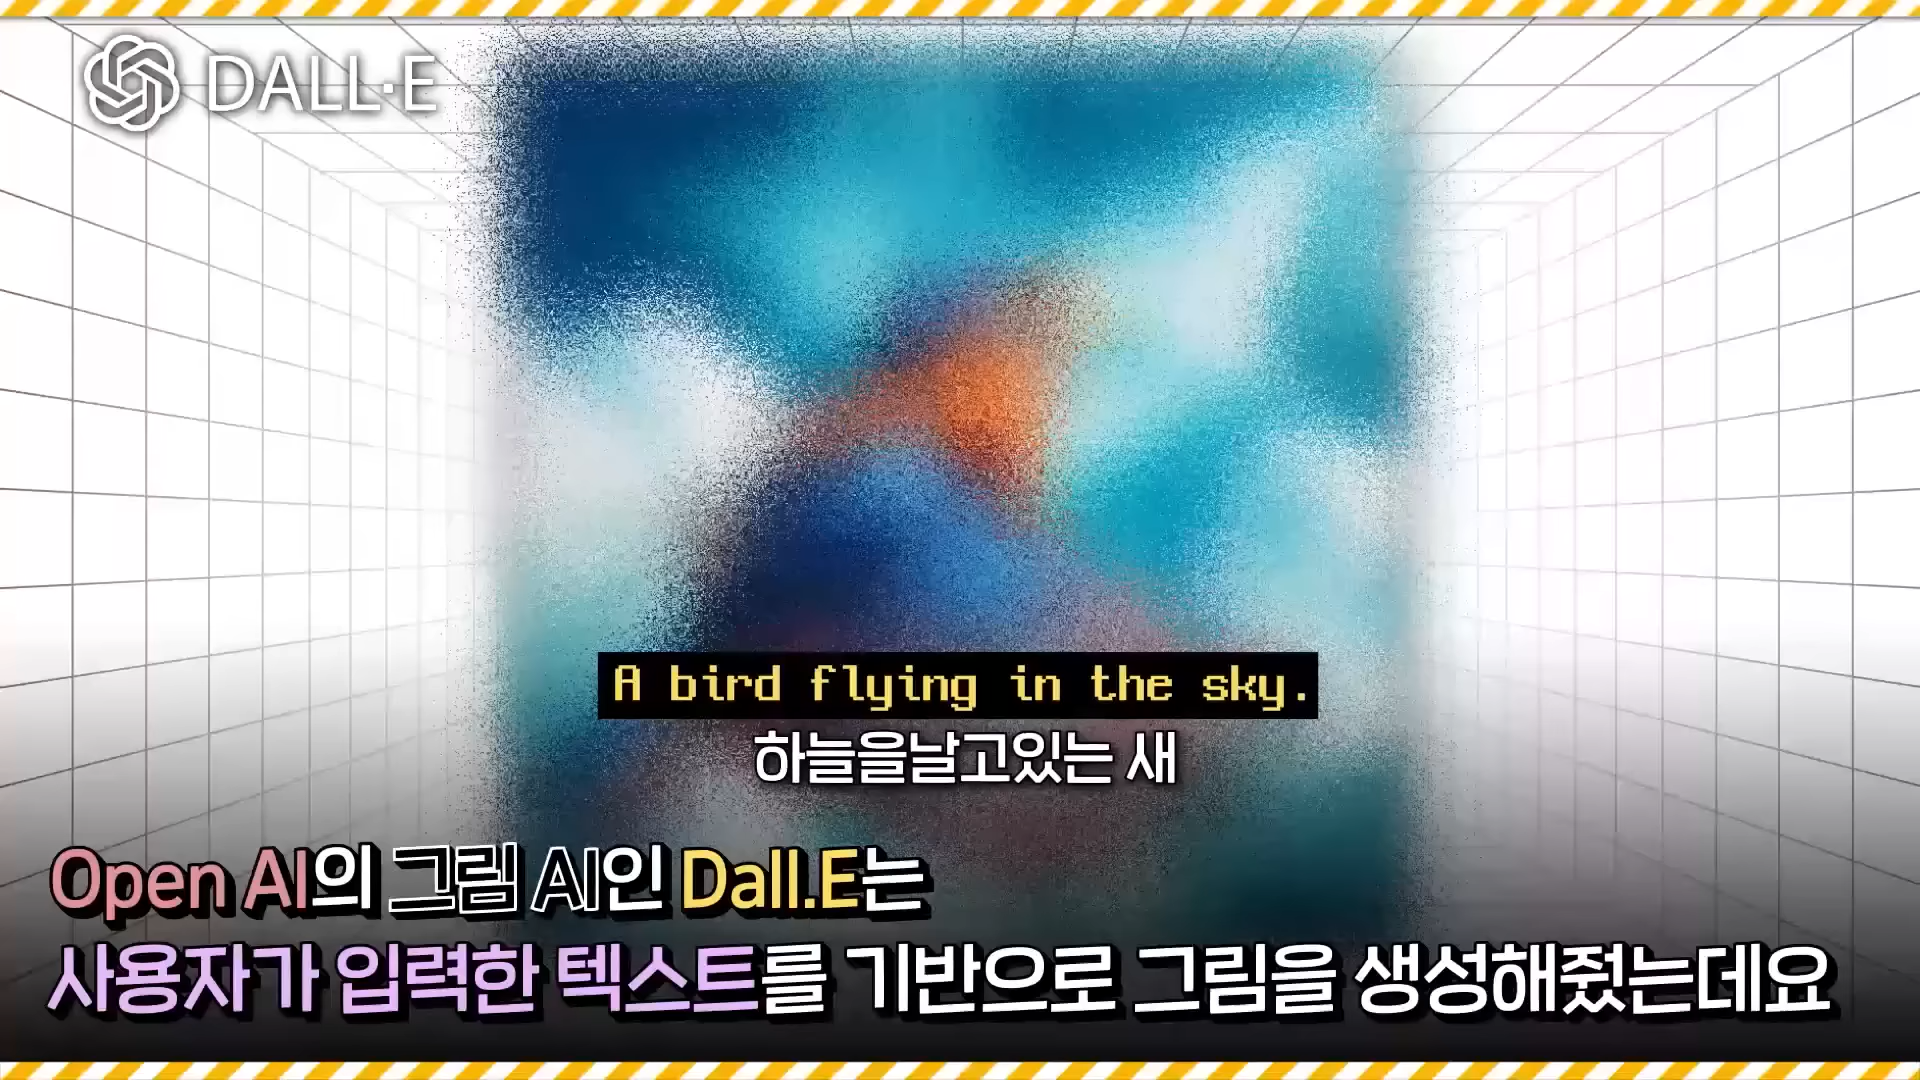 DALL·E
A bird flying in the sky.
하늘을날고있는 새
Open AI의 그림 AI인 Dall.E는
사용자가 입력한 텍스트를 기반으로 그림을 생성해줬는데요